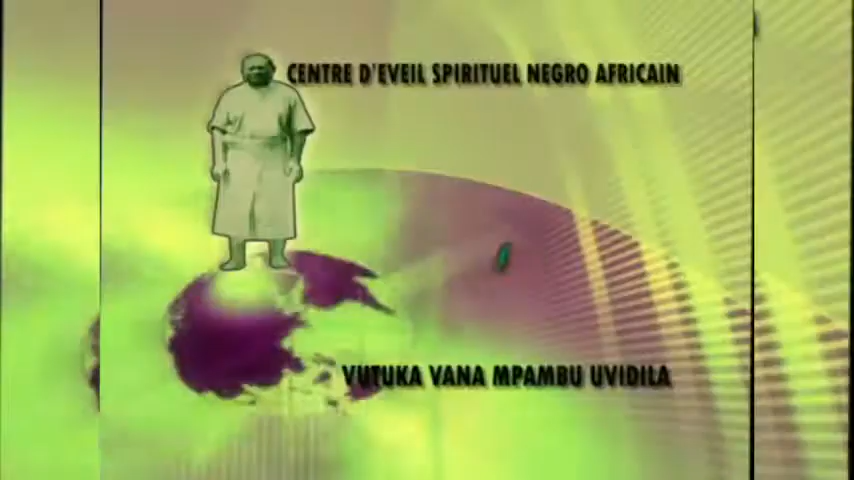 CENTRE D'EVEIL SPIRITUEL NEGRO AFRICAIN
VUTUKA VANA MPAMBU UVIDILA